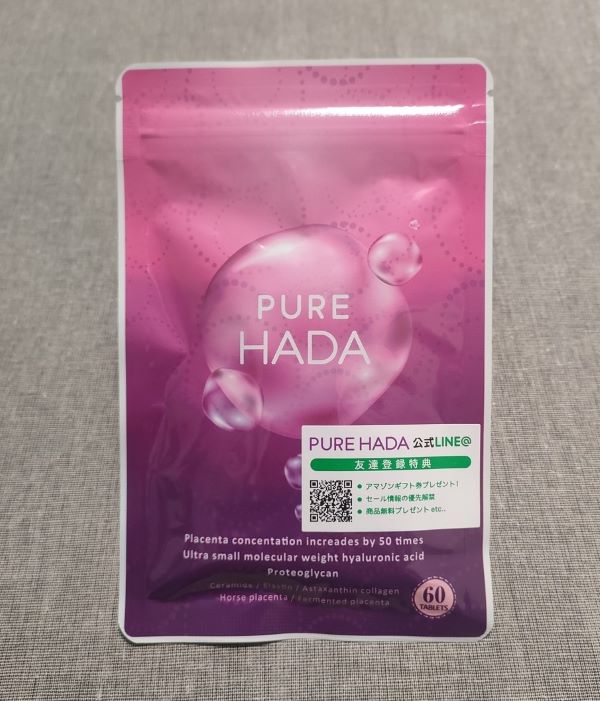 PURE
HADA
PURE HADA 公式LINE@
友達登録特典
● アマゾンギフト券プレゼント!
● セール情報の優先解禁
● 商品無料プレゼント etc..
Placenta concentation increades by 50 times
Ultra small molecular weight hyaluronic acid
Proteoglycan
Ceramide / Elastin / Astaxanthin collagen
Horse placenta / Fermented placenta
60
TABLETS